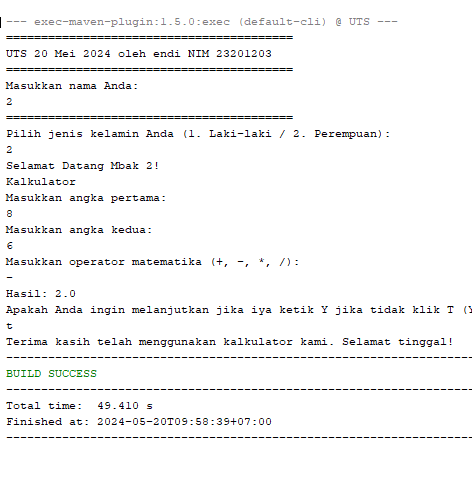 --- exec-maven-plugin:1.5.0:exec (default-cli) @ UTS ---
=========================================
UTS 20 Mei 2024 oleh endi NIM 23201203
=========================================
Masukkan nama Anda:
2
=========================================
Pilih jenis kelamin Anda (1. Laki-laki / 2. Perempuan):
2
Selamat Datang Mbak 2!
Kalkulator
Masukkan angka pertama:
8
Masukkan angka kedua:
6
Masukkan operator matematika (+, -, *, /):
-
Hasil: 2.0
Apakah Anda ingin melanjutkan jika iya ketik Y jika tidak klik T (Y
t
Terima kasih telah menggunakan kalkulator kami. Selamat tinggal!
-------------------------------------------------------------------
BUILD SUCCESS
-------------------------------------------------------------------
Total time:  49.410 s
Finished at: 2024-05-20T09:58:39+07:00
-------------------------------------------------------------------